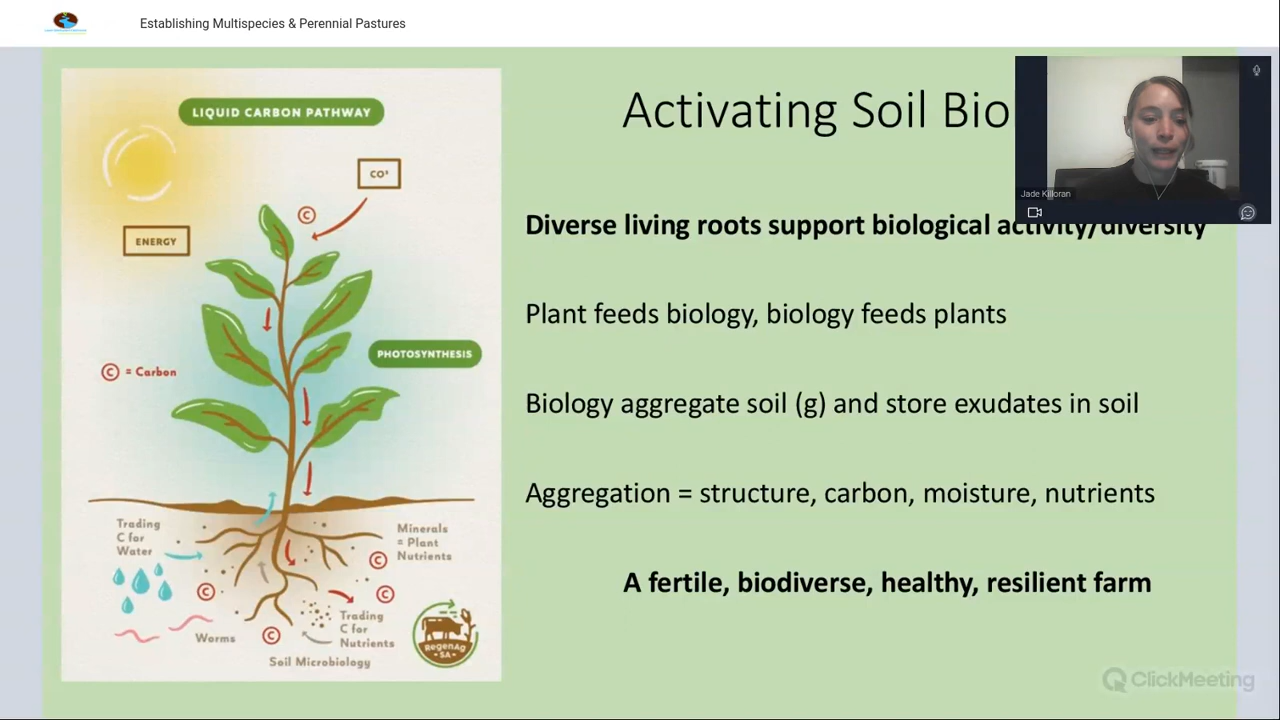 Establishing Multispecies & Perennial Pastures
LIQUID CARBON PATHWAY
CO²
C
ENERGY
PHOTOSYNTHESIS
C = Carbon
Trading
C for
Water
Minerals
= Plant
Nutrients
C
C
C
Trading
C for
Nutrients
Worms
C
Soil Microbiology
RegenAg
SA
Activating Soil Bio
Jade Killoran
Diverse living roots support biological activity/diversity
Plant feeds biology, biology feeds plants
Biology aggregate soil (g) and store exudates in soil
Aggregation = structure, carbon, moisture, nutrients
A fertile, biodiverse, healthy, resilient farm
ClickMeeting